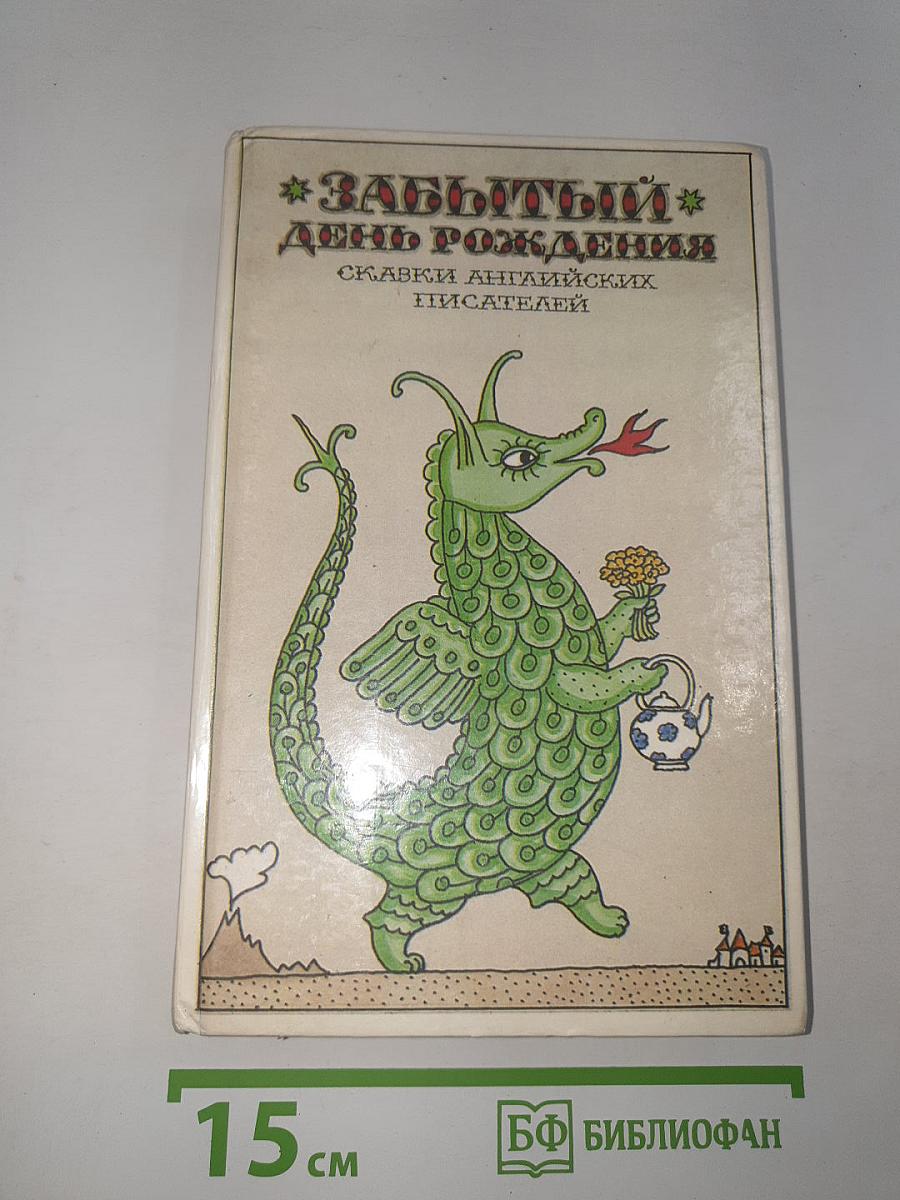 ЗАБЫТЫЙ
ДЕНЬ РОЖДЕНИЯ
СКАЗКИ АНГЛИЙСКИХ
ПИСАТЕЛЕЙ
15 см
БФ БИБЛИОФАН